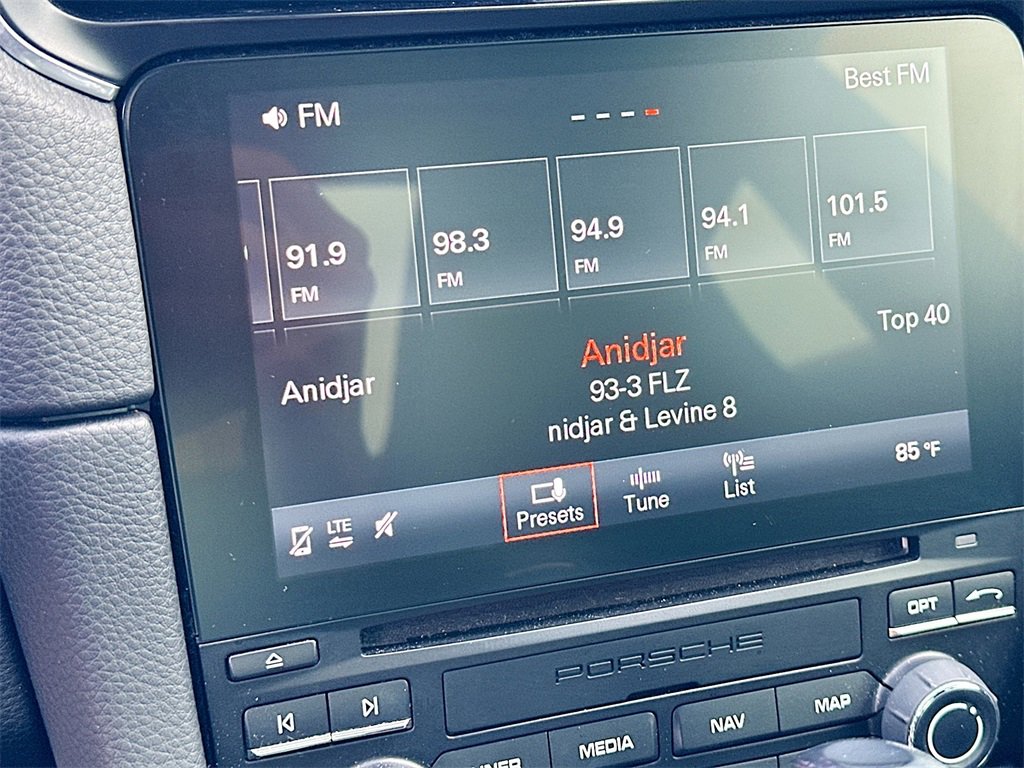 FM
Best FM
91.9
FM
98.3
FM
94.9
FM
94.1
FM
101.5
FM
Anidjar
Top 40
Anidjar
93-3 FLZ
nidjar & Levine 8
LTE
Presets
Tune
List
85 °F
OPT
PORSCHE
MEDIA
NAV
MAP